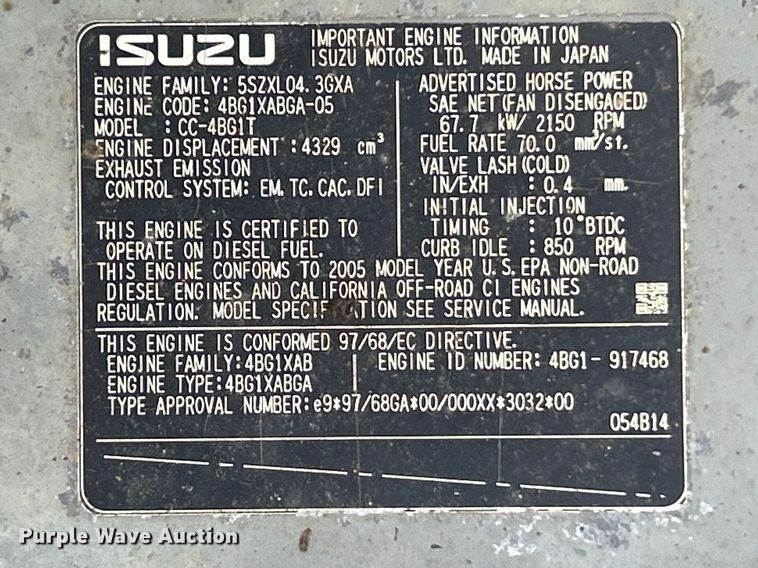 ISUZU
IMPORTANT ENGINE INFORMATION
ISUZU MOTORS LTD. MADE IN JAPAN
ENGINE FAMILY: 5SZXL04.3GXA
ENGINE CODE: 4BG1XABGA-05
MODEL : CC-4BG1T
ENGINE DISPLACEMENT:4329 cm³
EXHAUST EMISSION
CONTROL SYSTEM: EM, TC, CAC, DFI
THIS ENGINE IS CERTIFIED TO
OPERATE ON DIESEL FUEL.
ADVERTISED HORSE POWER
SAE NET(FAN DISENGAGED)
67.7 kW/ 2150 RPM
FUEL RATE 70.0 mm³/st.
VALVE LASH(COLD)
IN/EXH : 0.4 mm.
INITIAL INJECTION
TIMING : 10°BTDC
CURB IDLE : 850 RPM
THIS ENGINE CONFORMS TO 2005 MODEL YEAR U.S. EPA NON-ROAD
DIESEL ENGINES AND CALIFORNIA OFF-ROAD CI ENGINES
REGULATION. MODEL SPECIFICATION SEE SERVICE MANUAL.
THIS ENGINE IS CONFORMED 97/68/EC DIRECTIVE.
ENGINE FAMILY:4BG1XAB
ENGINE ID NUMBER: 4BG1- 917468
ENGINE TYPE:4BG1XABGA
TYPE APPROVAL NUMBER:e9*97/68GA*00/000XX*3032*00
054B14
Purple Wave Auction